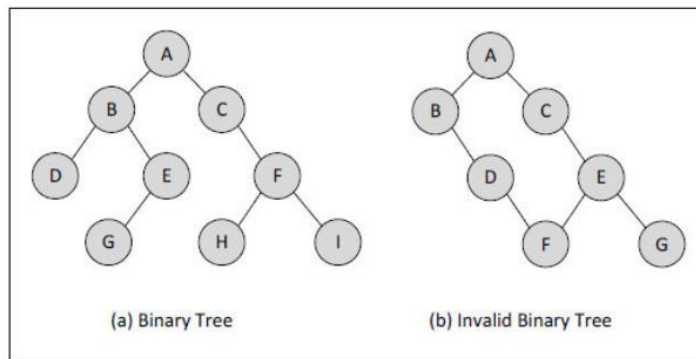 A A
B C B C
D E F D E
G H I F G
(a) Binary Tree (b) Invalid Binary Tree